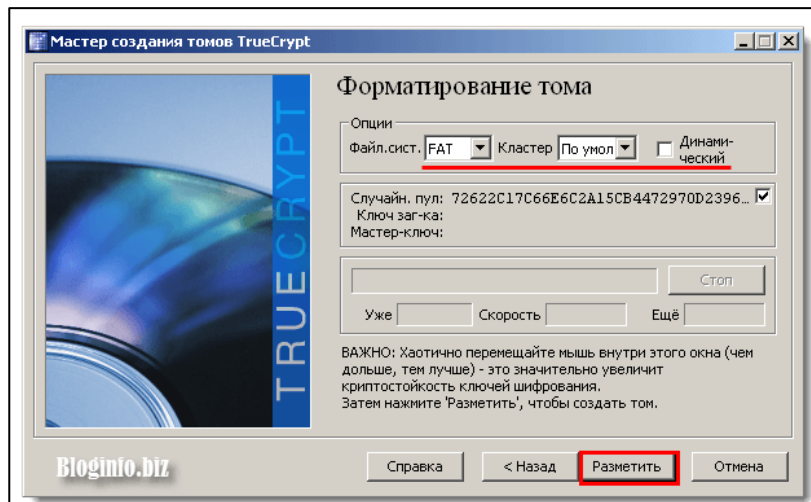 Мастер создания томов TrueCrypt
TRUECRYPT
Форматирование тома
Опции
Файл.сист. FAT Кластер По умол Динами-
ческий
Случайн. пул: 72622C17C66E6C2A15CB4472970D2396...
Ключ заг-ка:
Мастер-ключ:
Стоп
Уже Скорость Ещё
ВАЖНО: Хаотично перемещайте мышь внутри этого окна (чем
дольше, тем лучше) - это значительно увеличит
криптостойкость ключей шифрования.
Затем нажмите 'Разметить', чтобы создать том.
Bloginfo.biz
Справка < Назад Разметить Отмена